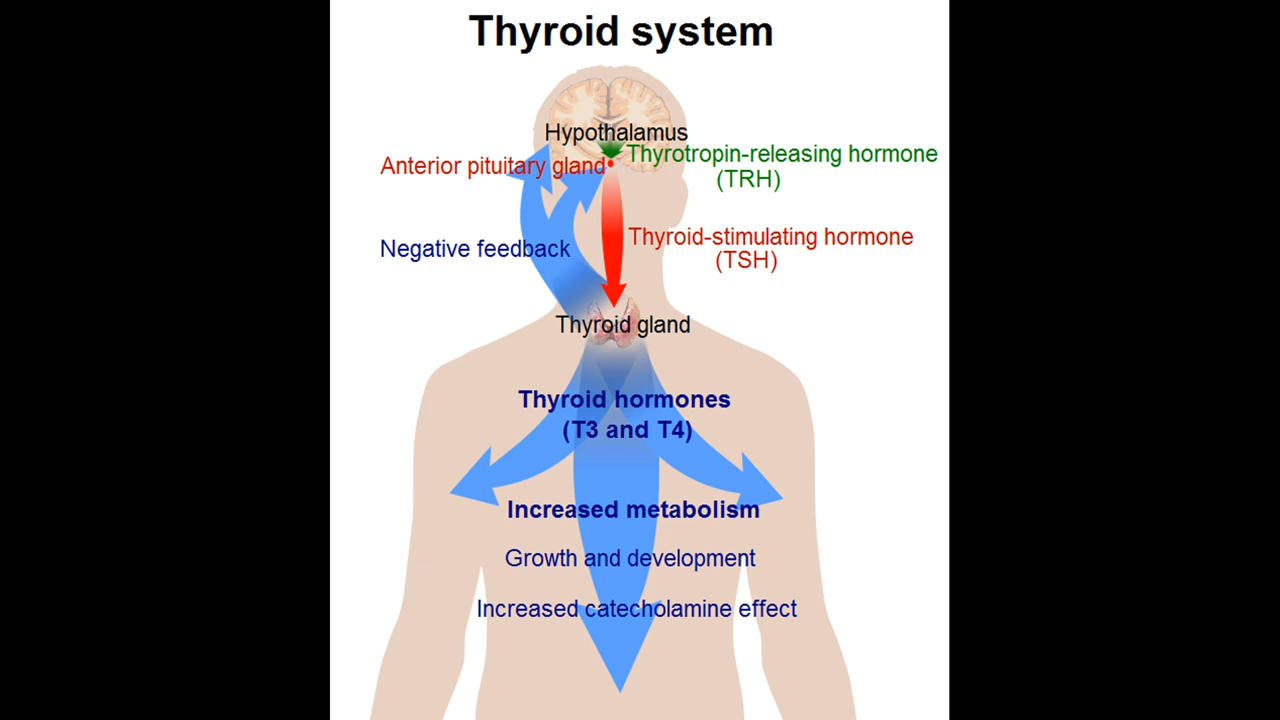 Thyroid system
Hypothalamus
Thyrotropin-releasing hormone
(TRH)
Anterior pituitary gland
Thyroid-stimulating hormone
(TSH)
Negative feedback
Thyroid gland
Thyroid hormones
(T3 and T4)
Increased metabolism
Growth and development
Increased catecholamine effect